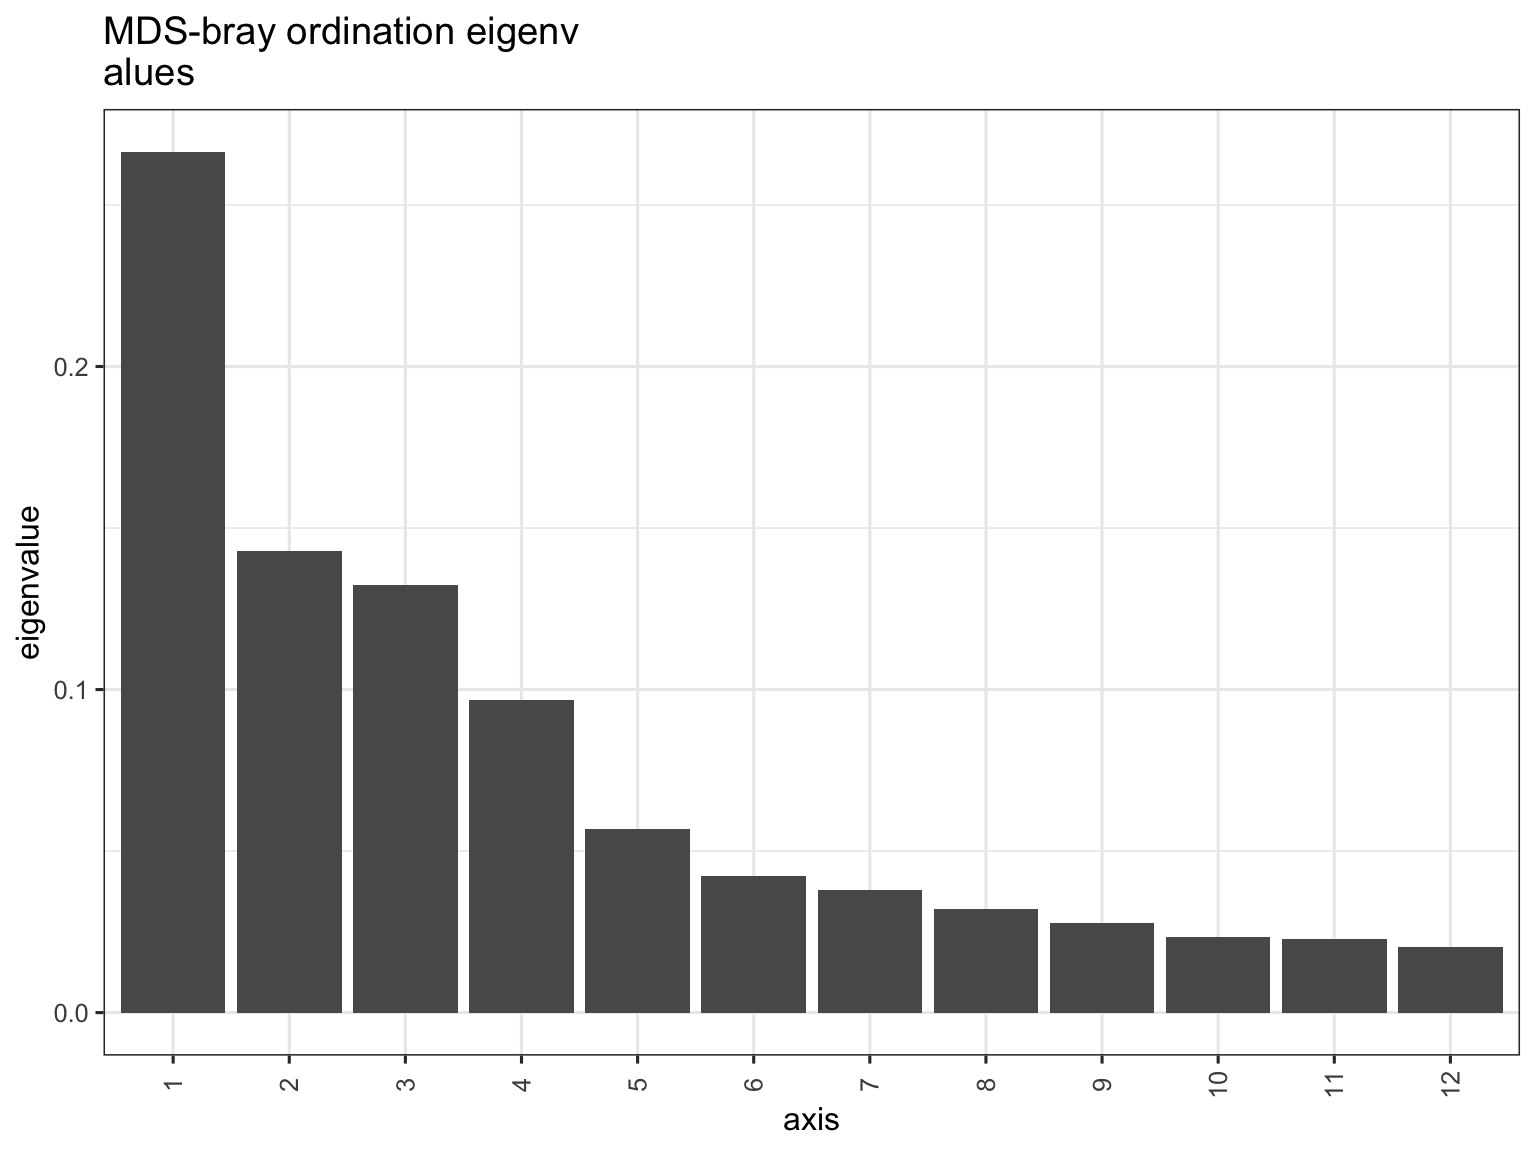 MDS-bray ordination eigenv
alues
eigenvalue
0.2
0.1
0.0
1 2 3 4 5 6 7 8 9 10 11 12
axis